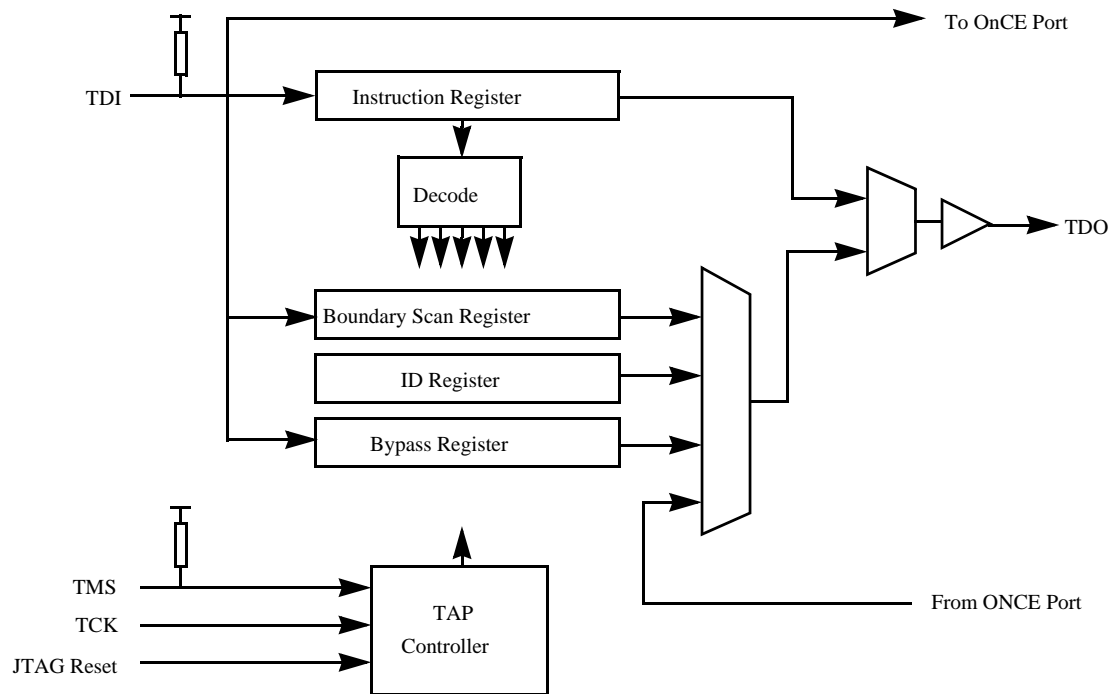 To OnCE Port
TDI
Instruction Register
Decode
TDO
Boundary Scan Register
ID Register
Bypass Register
TMS
TCK
JTAG Reset
TAP
Controller
From ONCE Port